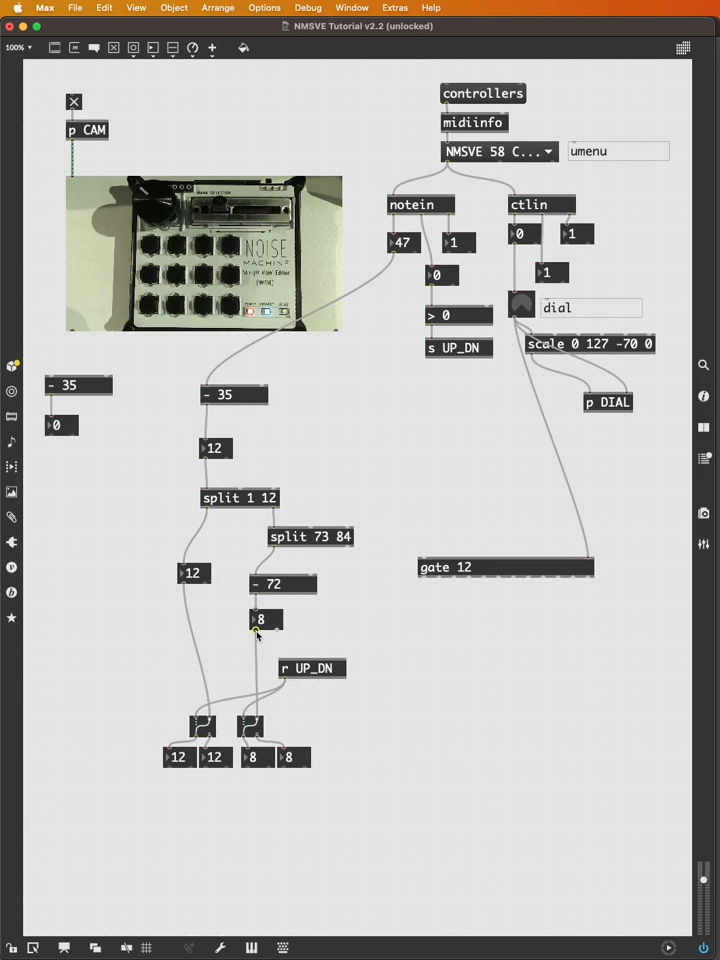 Max File Edit View Object Arrange Options Debug Window Extras Help
NMSVE Tutorial v2.2 (unlocked)
100%
controllers
p CAM
midiinfo
NMSVE 58 C...
umenu
notein
ctlin
47
1
0
1
0
1
NOISE
MACHINE
dial
> 0
scale 0 127 -70 0
s UP_DN
- 35
- 35
p DIAL
0
12
split 1 12
split 73 84
12
gate 12
- 72
8
r UP_DN
12
12
8
8